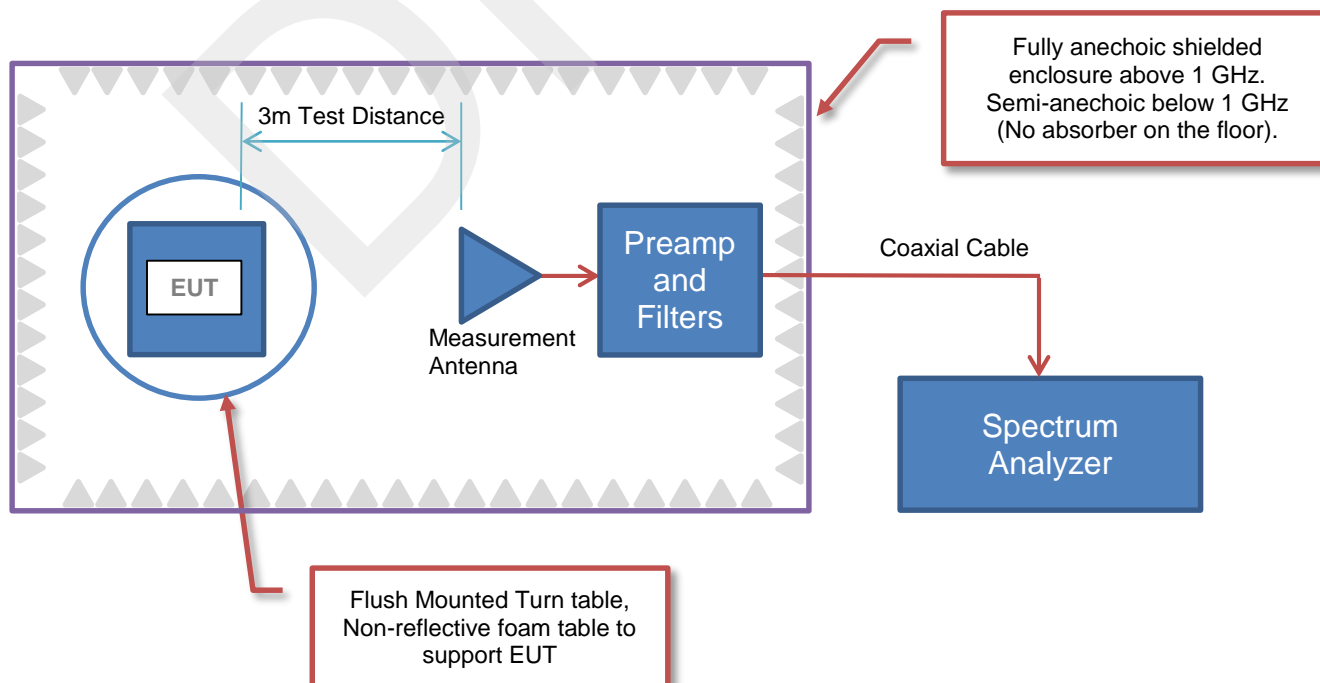 Fully anechoic shielded
enclosure above 1 GHz.
Semi-anechoic below 1 GHz
(No absorber on the floor).
3m Test Distance
EUT
Measurement
Antenna
Preamp
and
Filters
Coaxial Cable
Spectrum
Analyzer
Flush Mounted Turn table,
Non-reflective foam table to
support EUT